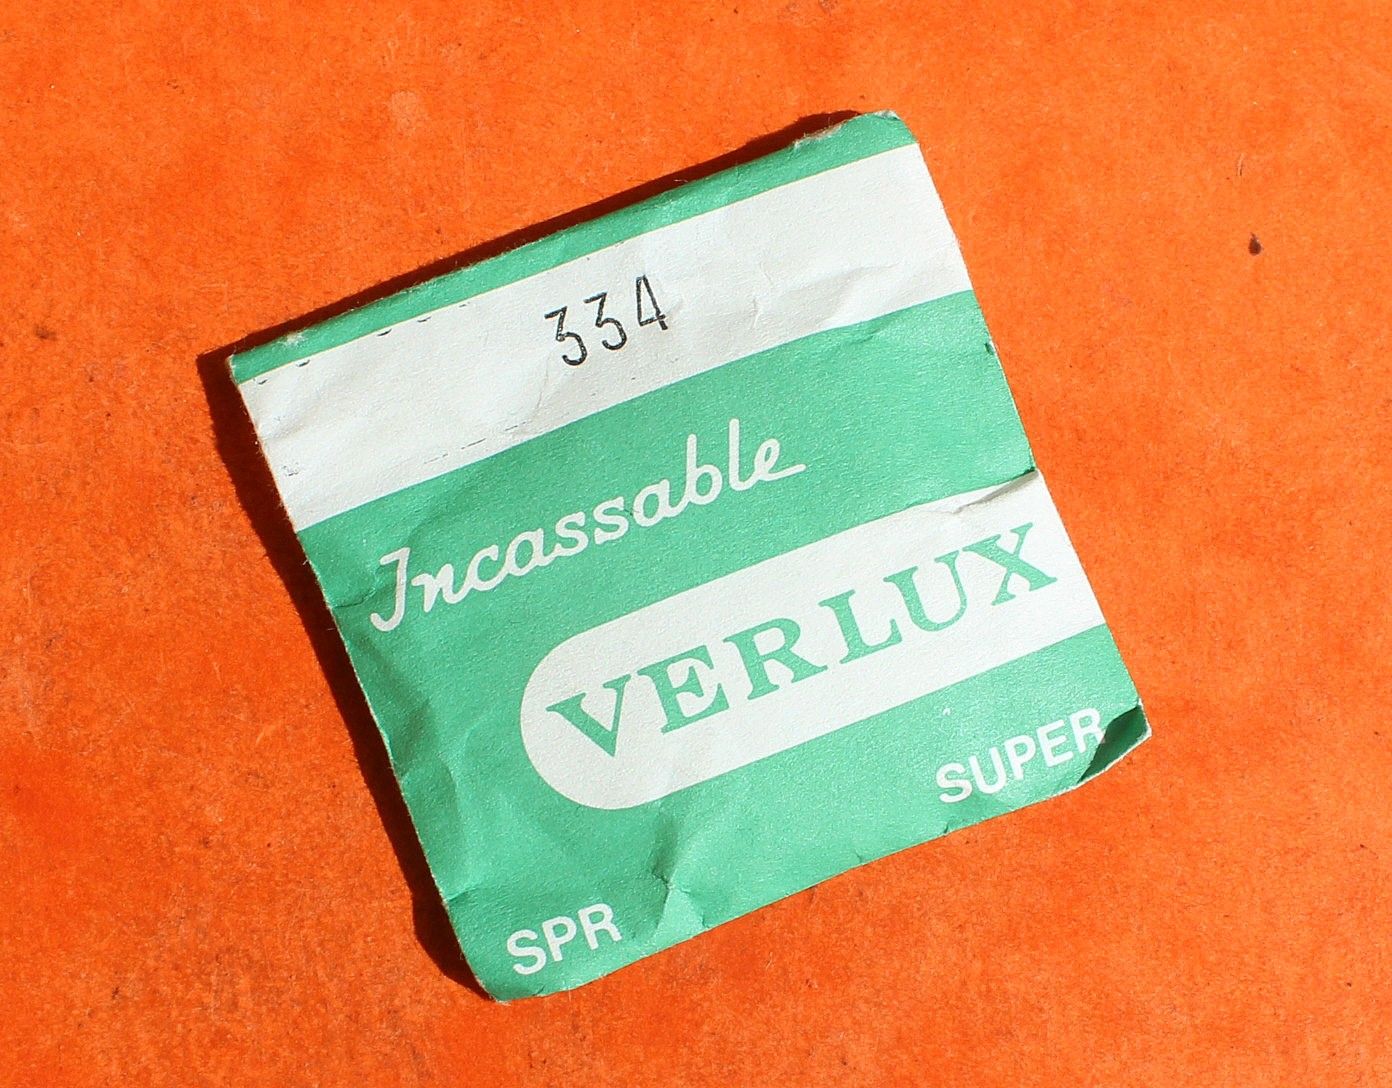 334
Incassable
VERLUX
SUPER
SPR